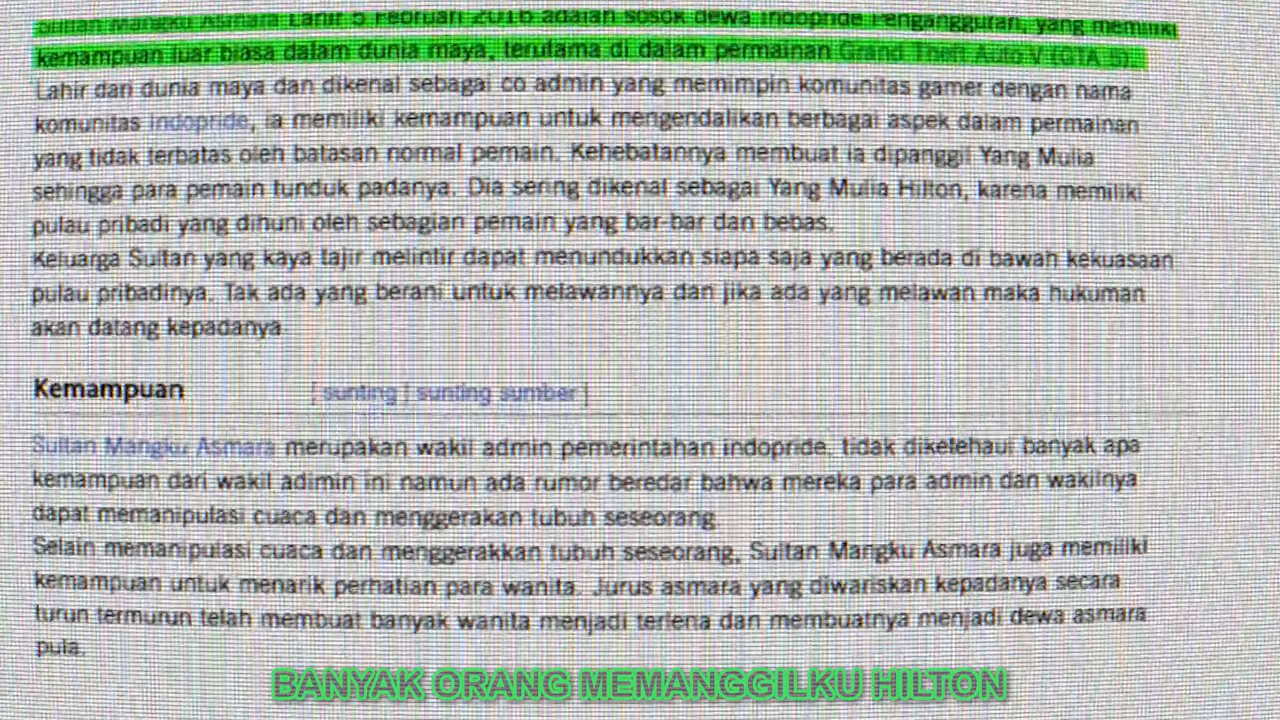 Sultan Mangku Asmara Lahir 5 Februari 2016 adalah sosok dewa Indopride Pengangguran, yang memiliki
kemampuan luar biasa dalam dunia maya, terutama di dalam permainan Grand Theft Auto V (GTA 5).
Lahir dari dunia maya dan dikenal sebagai co admin yang memimpin komunitas gamer dengan nama
komunitas indopride, ia memiliki kemampuan untuk mengendalikan berbagai aspek dalam permainan
yang tidak terbatas oleh batasan normal pemain. Kehebatannya membuat ia dipanggil Yang Mulia
sehingga para pemain tunduk padanya. Dia sering dikenal sebagai Yang Mulia Hilton, karena memiliki
pulau pribadi yang dihuni oleh sebagian pemain yang bar-bar dan bebas.
Keluarga Sultan yang kaya tajir melintir dapat menundukkan siapa saja yang berada di bawah kekuasaan
pulau pribadinya. Tak ada yang berani untuk melawannya dan jika ada yang melawan maka hukuman
akan datang kepadanya
Kemampuan [ sunting | sunting sumber ]
Sultan Mangku Asmara merupakan wakil admin pemerintahan indopride, tidak diketehaui banyak apa
kemampuan dari wakil adimin ini namun ada rumor beredar bahwa mereka para admin dan wakilnya
dapat memanipulasi cuaca dan menggerakan tubuh seseorang
Selain memanipulasi cuaca dan menggerakkan tubuh seseorang, Sultan Mangku Asmara juga memiliki
kemampuan untuk menarik perhatian para wanita. Jurus asmara yang diwariskan kepadanya secara
turun termurun telah membuat banyak wanita menjadi terlena dan membuatnya menjadi dewa asmara
pula.
BANYAK ORANG MEMANGGILKU HILTON